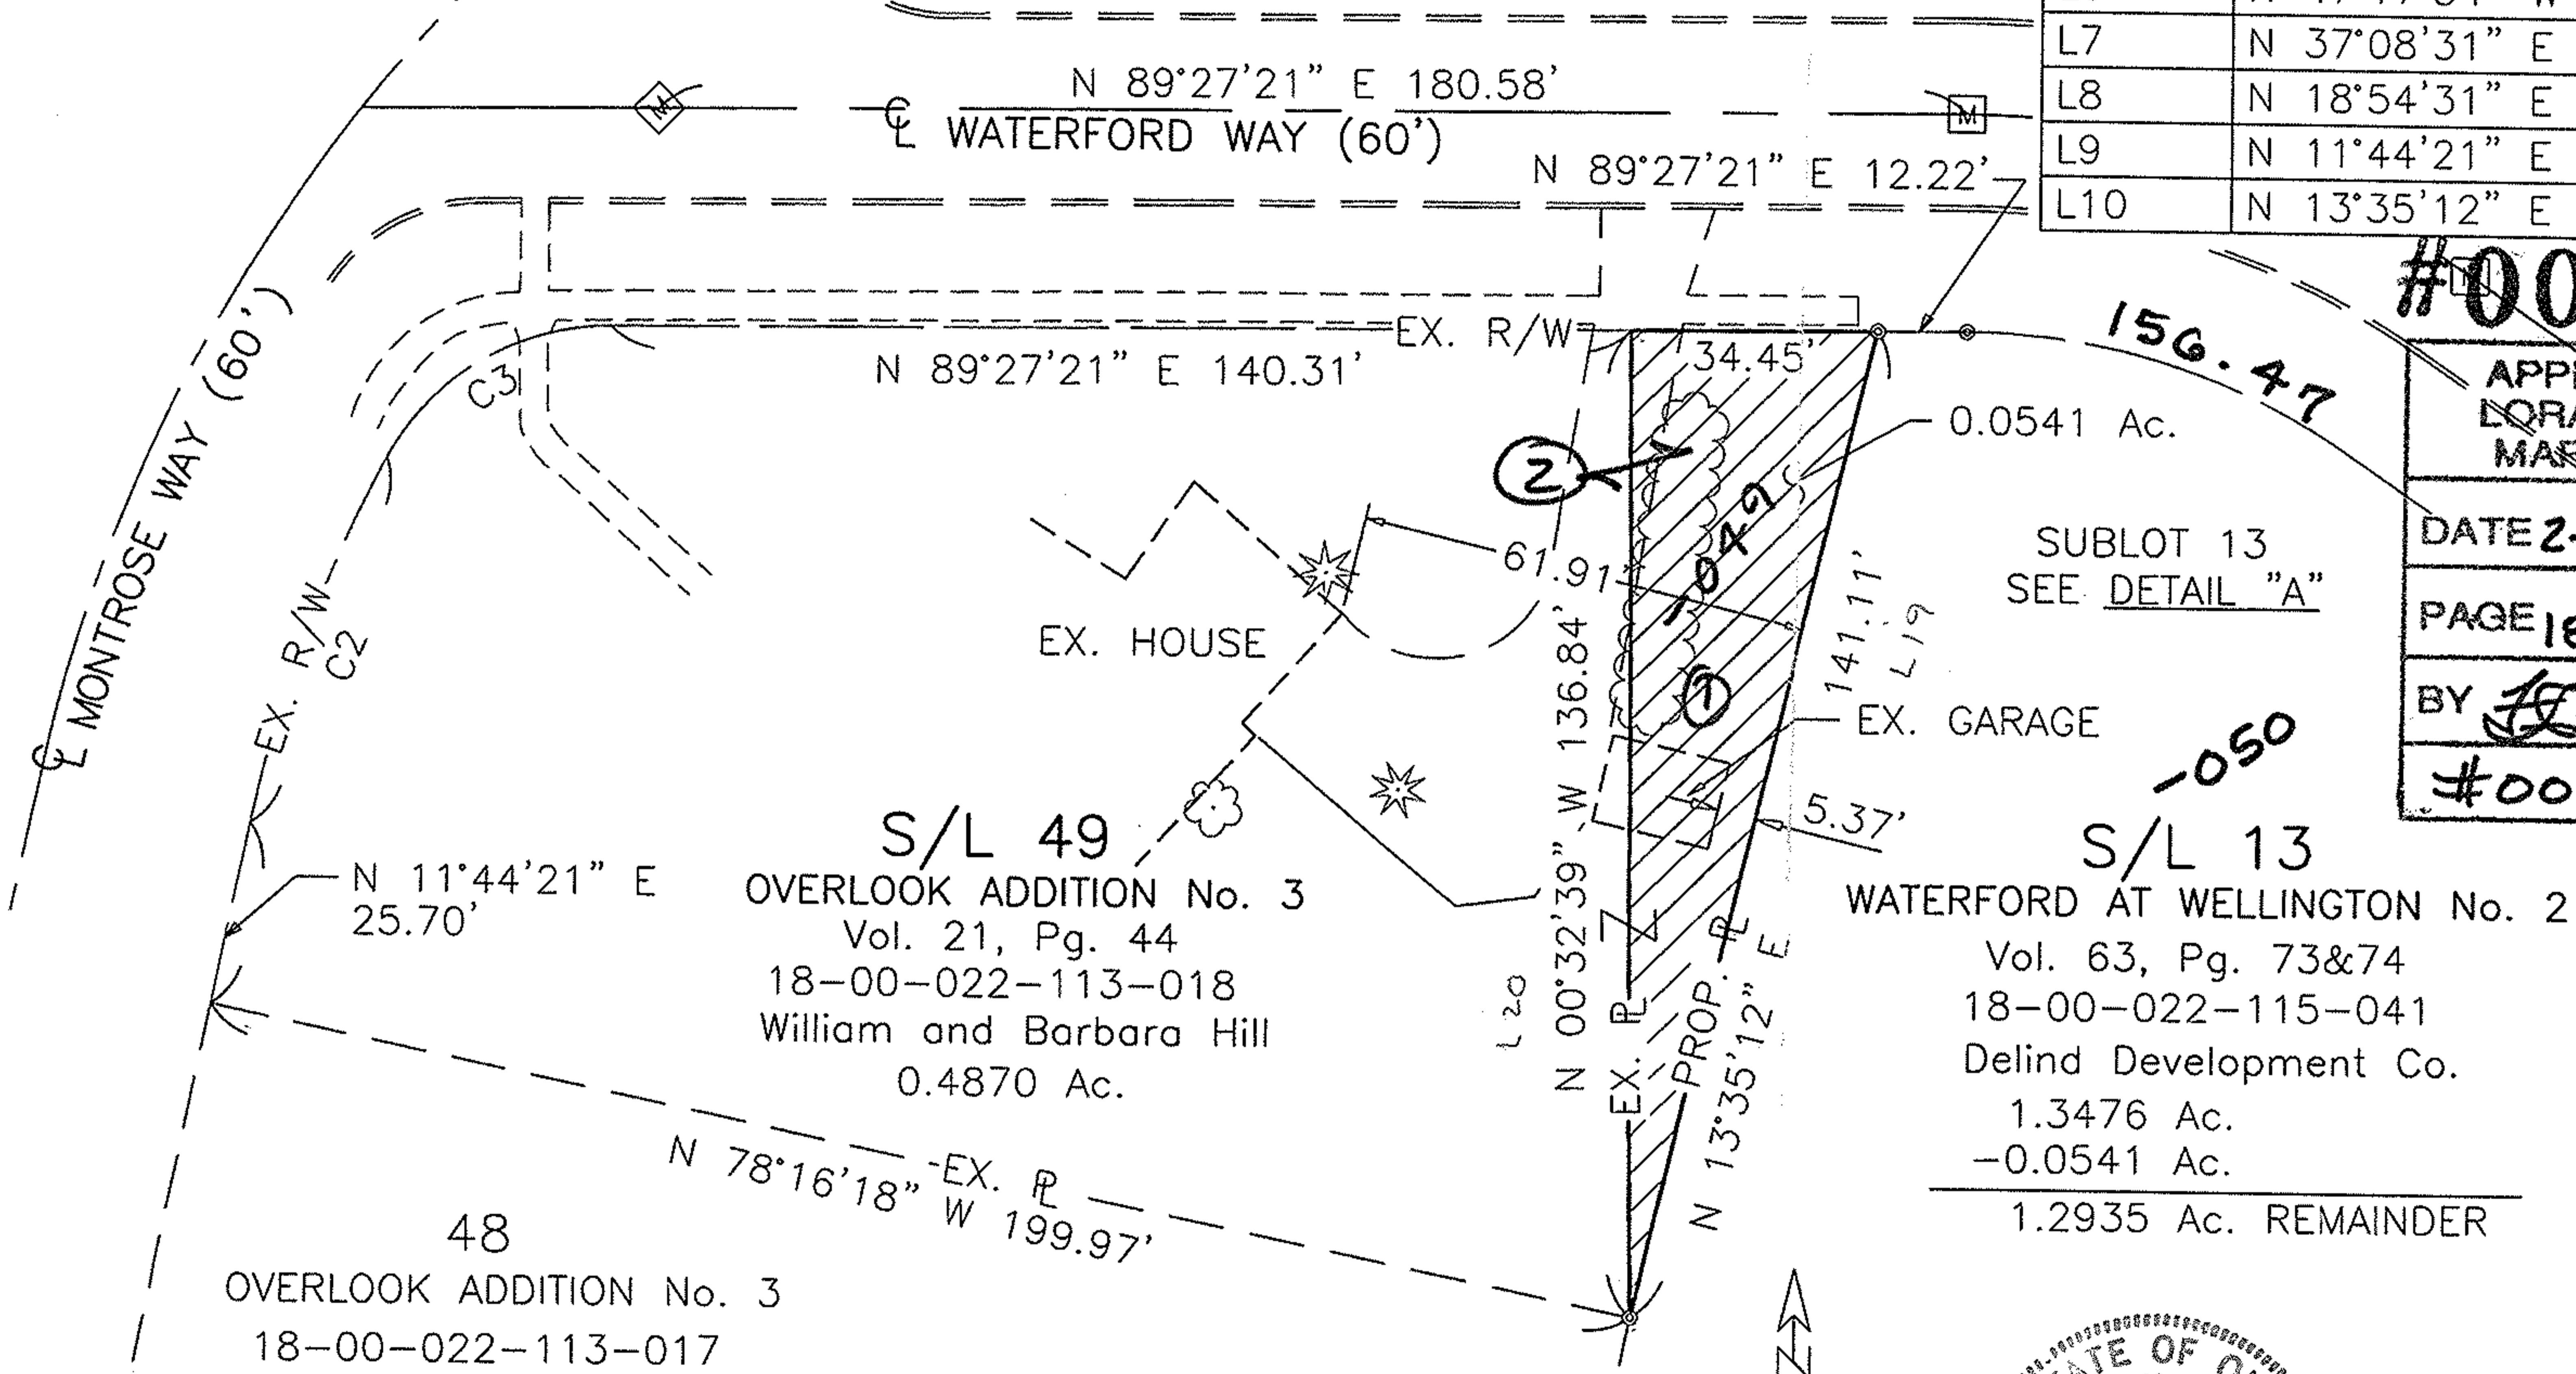 N 89°27'21" E 180.58'
℄ WATERFORD WAY (60')
N 89°27'21" E 12.22'
L7 N 37°08'31" E
L8 N 18°54'31" E
L9 N 11°44'21" E
L10 N 13°35'12" E
M
M
℄ MONTROSE WAY (60')
C3
N 89°27'21" E 140.31'
EX. R/W
34.45'
156.47
#00
0.0541 Ac.
2
-049
61.91'
1
SUBLOT 13
SEE DETAIL "A"
DATE 2-
PAGE 18
BY
#00
EX. R/W
C2
EX. HOUSE
N 00°32'39" W 136.84'
L 20
141.11'
L19
EX. GARAGE
5.37'
-050
N 11°44'21" E
25.70'
S/L 49
OVERLOOK ADDITION No. 3
Vol. 21, Pg. 44
18-00-022-113-018
William and Barbara Hill
0.4870 Ac.
EX. ⅊
PROP. ⅊
N 13°35'12" E
Z
S/L 13
WATERFORD AT WELLINGTON No. 2
Vol. 63, Pg. 73&74
18-00-022-115-041
Delind Development Co.
1.3476 Ac.
-0.0541 Ac.
1.2935 Ac. REMAINDER
EX. ⅊
N 78°16'18" W 199.97'
48
OVERLOOK ADDITION No. 3
18-00-022-113-017
N
OF